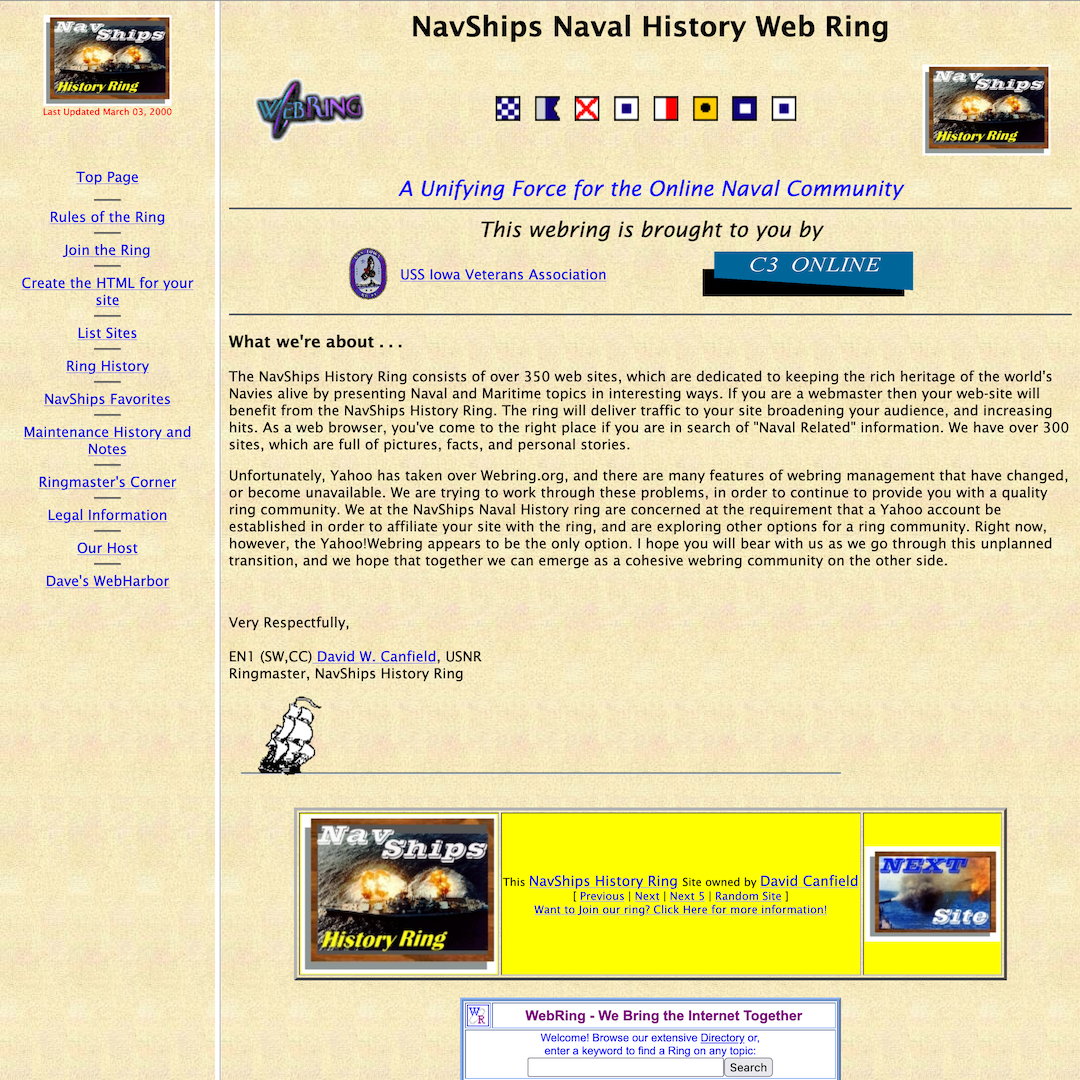 Nav Ships
History Ring
Last Updated March 03, 2000
Top Page
Rules of the Ring
Join the Ring
Create the HTML for your
site
List Sites
Ring History
NavShips Favorites
Maintenance History and
Notes
Ringmaster's Corner
Legal Information
Our Host
Dave's WebHarbor
NavShips Naval History Web Ring
WEBRING
Nav Ships
History Ring
A Unifying Force for the Online Naval Community
This webring is brought to you by
USS Iowa Veterans Association
C3 ONLINE
What we're about . . .
The NavShips History Ring consists of over 350 web sites, which are dedicated to keeping the rich heritage of the world's
Navies alive by presenting Naval and Maritime topics in interesting ways. If you are a webmaster then your web-site will
benefit from the NavShips History Ring. The ring will deliver traffic to your site broadening your audience, and increasing
hits. As a web browser, you've come to the right place if you are in search of "Naval Related" information. We have over 300
sites, which are full of pictures, facts, and personal stories.
Unfortunately, Yahoo has taken over Webring.org, and there are many features of webring management that have changed,
or become unavailable. We are trying to work through these problems, in order to continue to provide you with a quality
ring community. We at the NavShips Naval History ring are concerned at the requirement that a Yahoo account be
established in order to affiliate your site with the ring, and are exploring other options for a ring community. Right now,
however, the Yahoo!Webring appears to be the only option. I hope you will bear with us as we go through this unplanned
transition, and we hope that together we can emerge as a cohesive webring community on the other side.
Very Respectfully,
EN1 (SW,CC) David W. Canfield, USNR
Ringmaster, NavShips History Ring
Nav Ships
History Ring
This NavShips History Ring Site owned by David Canfield
[ Previous | Next | Next 5 | Random Site ]
Want to Join our ring? Click Here for more information!
NEXT
Site
WR
WebRing - We Bring the Internet Together
Welcome! Browse our extensive Directory or,
enter a keyword to find a Ring on any topic:
Search